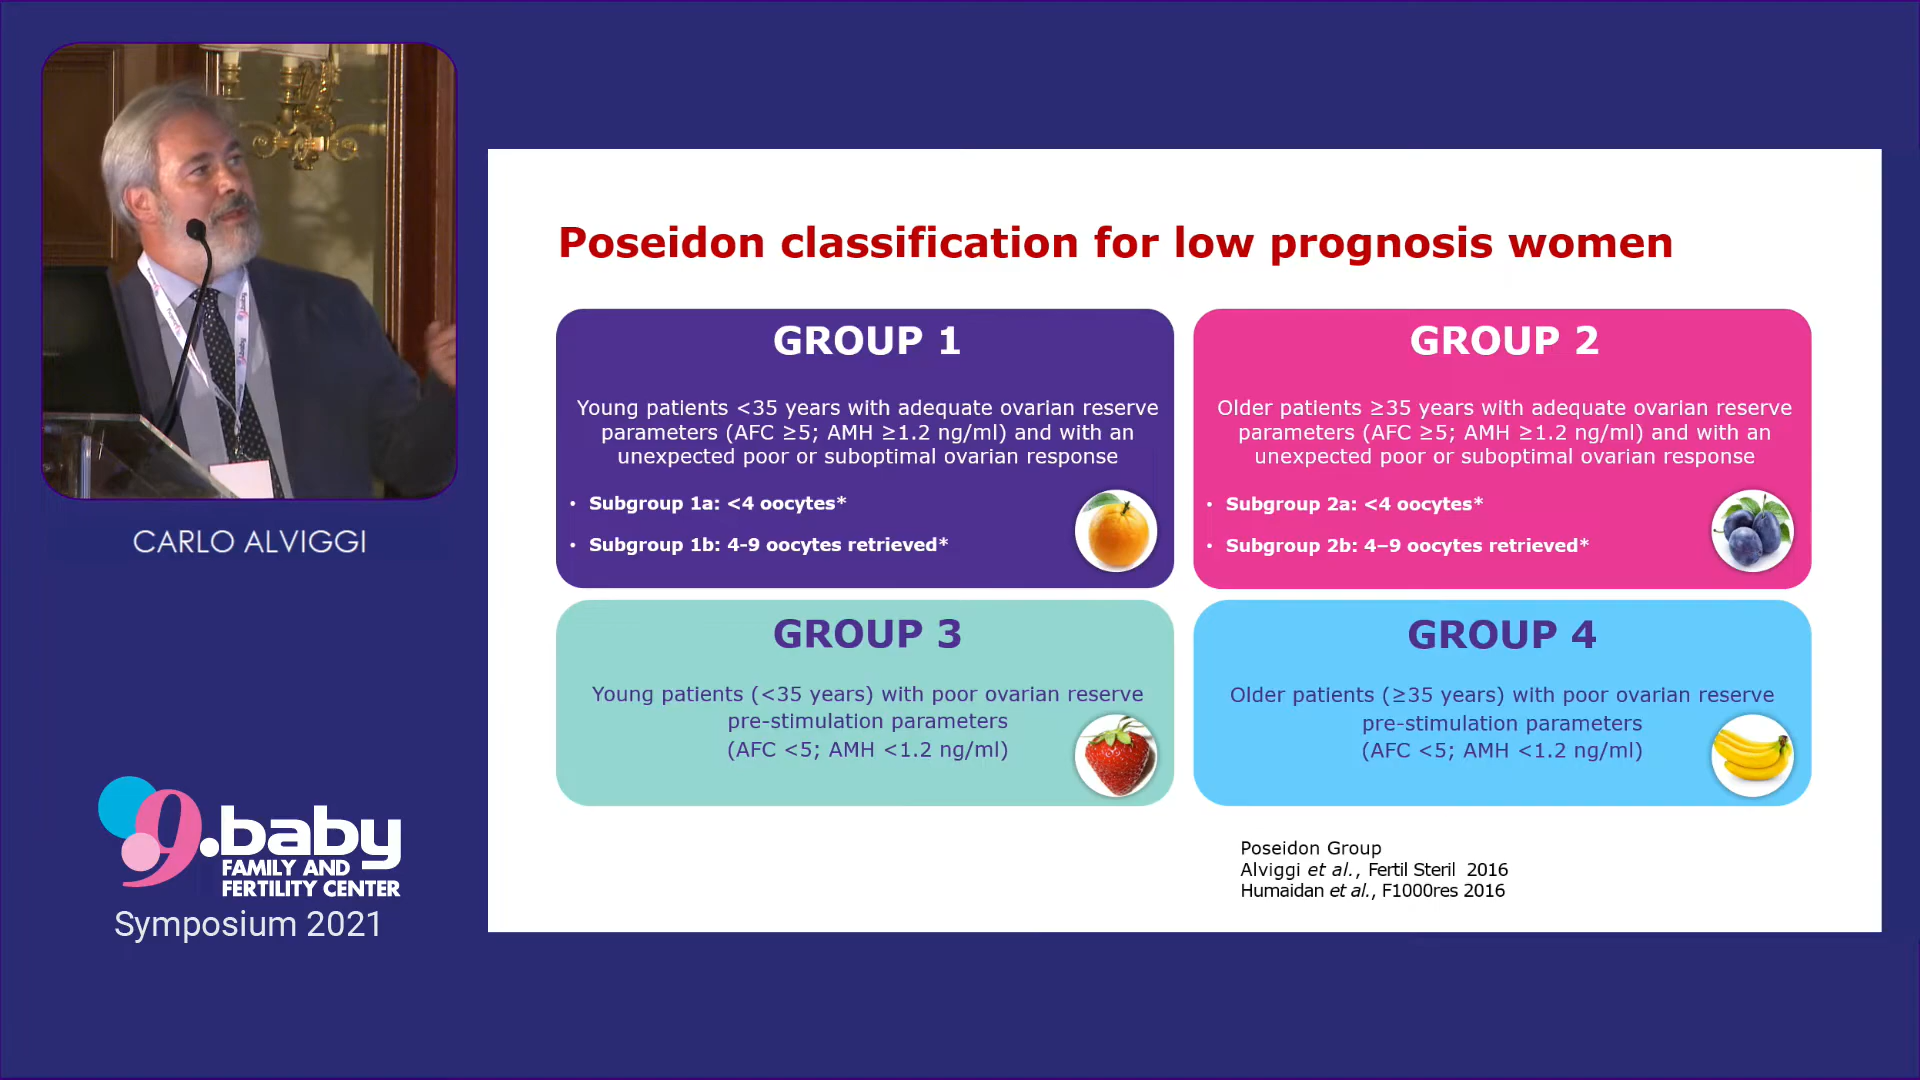 CARLO ALVIGGI
9.baby
FAMILY AND
FERTILITY CENTER
Symposium 2021
Poseidon classification for low prognosis women
GROUP 1
Young patients <35 years with adequate ovarian reserve
parameters (AFC ≥5; AMH ≥1.2 ng/ml) and with an
unexpected poor or suboptimal ovarian response
• Subgroup 1a: <4 oocytes*
• Subgroup 1b: 4-9 oocytes retrieved*
GROUP 2
Older patients ≥35 years with adequate ovarian reserve
parameters (AFC ≥5; AMH ≥1.2 ng/ml) and with an
unexpected poor or suboptimal ovarian response
• Subgroup 2a: <4 oocytes*
• Subgroup 2b: 4–9 oocytes retrieved*
GROUP 3
Young patients (<35 years) with poor ovarian reserve
pre-stimulation parameters
(AFC <5; AMH <1.2 ng/ml)
GROUP 4
Older patients (≥35 years) with poor ovarian reserve
pre-stimulation parameters
(AFC <5; AMH <1.2 ng/ml)
Poseidon Group
Alviggi et al., Fertil Steril 2016
Humaidan et al., F1000res 2016